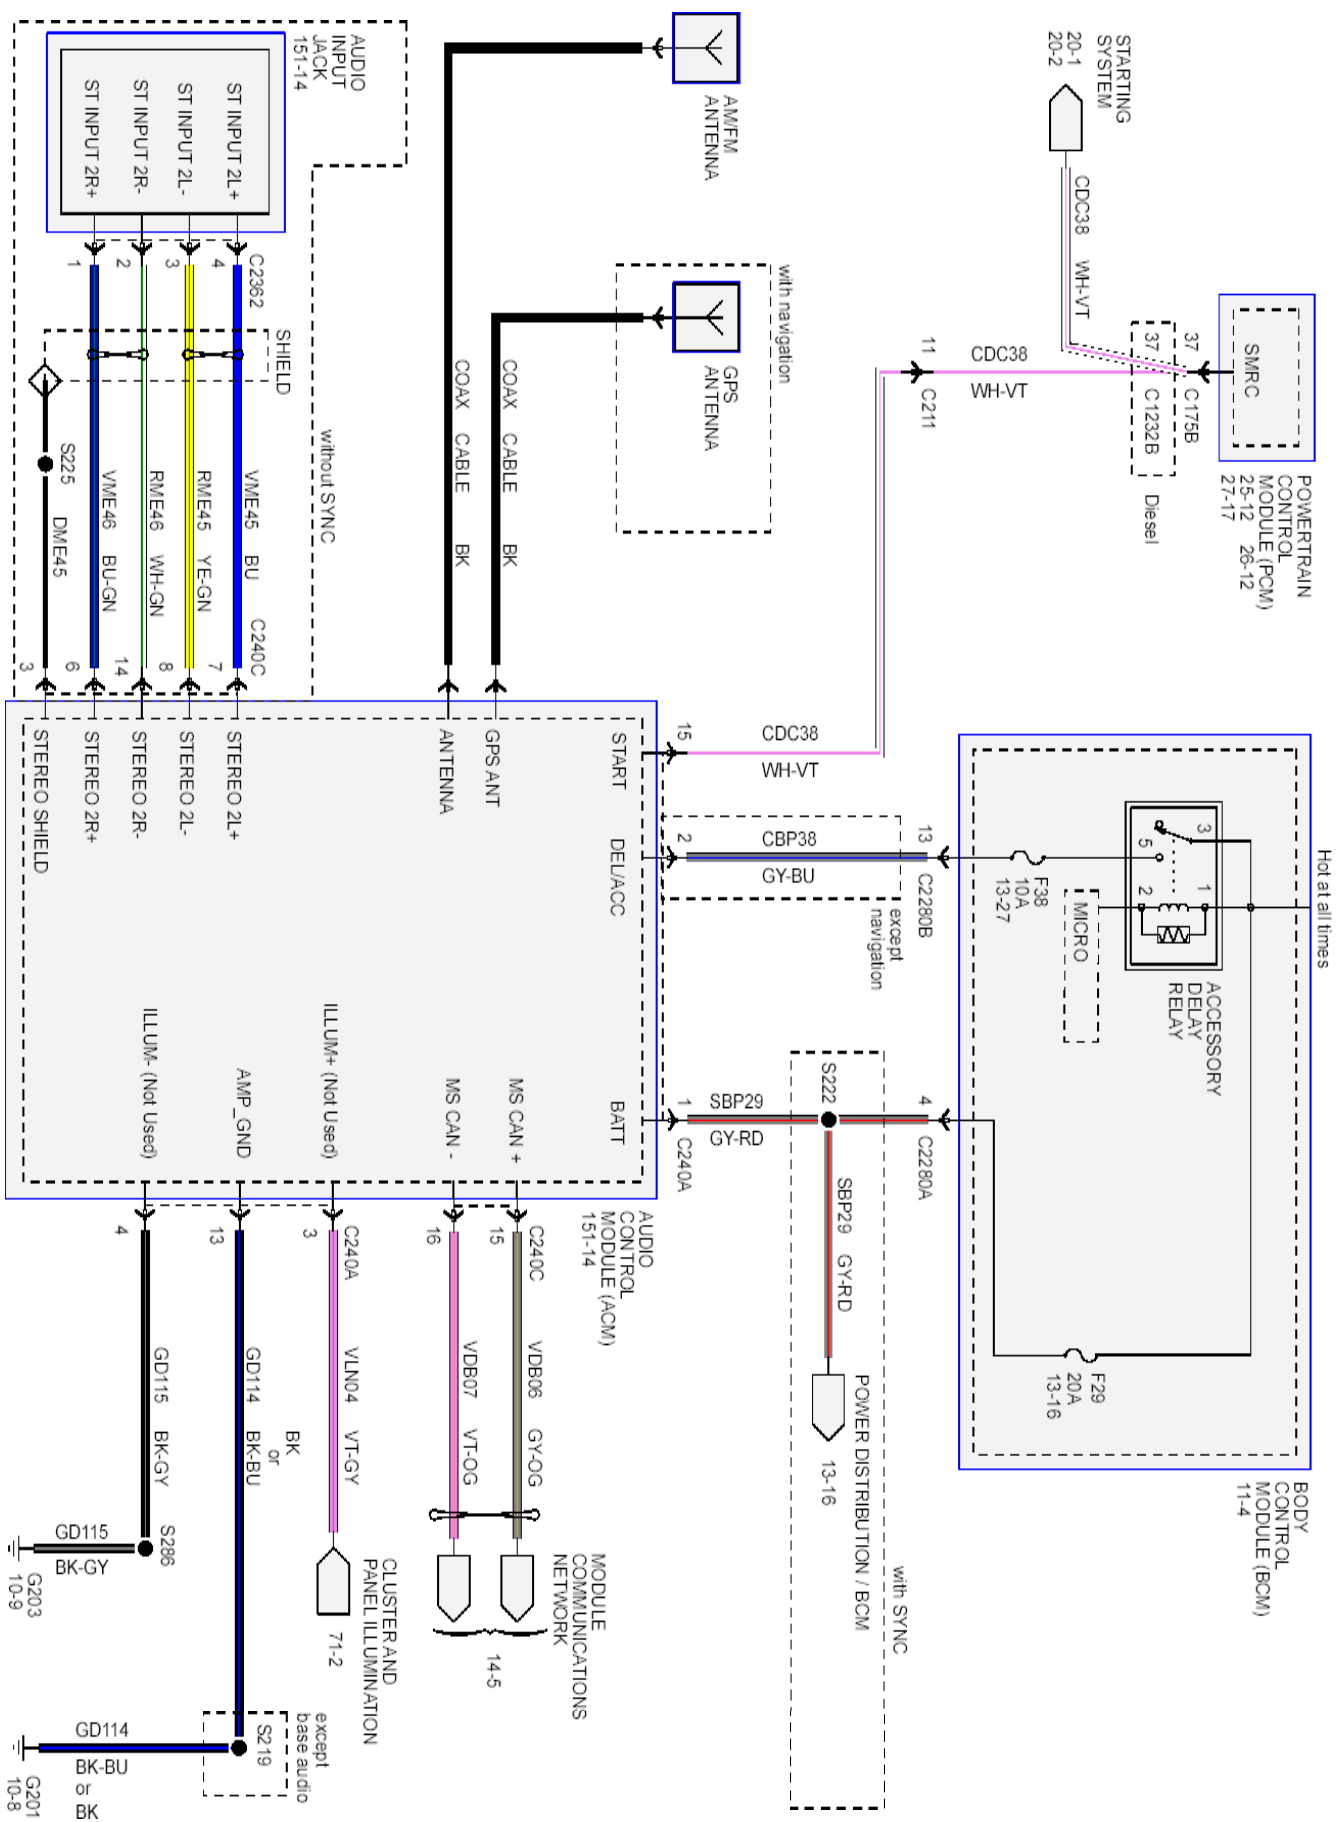 Hot at all times
POWERTRAIN
CONTROL
MODULE (PCM)
25-12 26-12
27-17
SMRC
37
C175B
37
C1232B
Diesel
STARTING
SYSTEM
20-1
20-2
CDC38 WH-VT
CDC38
WH-VT
11
C211
BODY
CONTROL
MODULE (BCM)
11-4
ACCESSORY
DELAY
RELAY
3
5
1
2
MICRO
F38
10A
13-27
F29
20A
13-16
13
C2280B
4
C2280A
except
navigation
with SYNC
S222
SBP29 GY-RD
POWER DISTRIBUTION / BCM
13-16
CDC38
WH-VT
15
CBP38
GY-BU
2
SBP29
GY-RD
1
C240A
with navigation
AM/FM
ANTENNA
GPS
ANTENNA
COAX CABLE BK
COAX CABLE BK
START
DEL/ACC
BATT
GPS ANT
ANTENNA
AUDIO
CONTROL
MODULE (ACM)
151-14
MS CAN +
MS CAN -
ILLUM+ (Not Used)
AMP_GND
ILLUM- (Not Used)
STEREO 2L+
STEREO 2L-
STEREO 2R-
STEREO 2R+
STEREO SHIELD
AUDIO
INPUT
JACK
151-14
ST INPUT 2L+
ST INPUT 2L-
ST INPUT 2R-
ST INPUT 2R+
C2362
4
3
2
1
SHIELD
without SYNC
VME45 BU
RME45 YE-GN
RME46 WH-GN
VME46 BU-GN
S225
DME45
C240C
7
8
14
6
3
C240C
15
16
VDB06 GY-OG
VDB07 VT-OG
MODULE
COMMUNICATIONS
NETWORK
14-5
C240A
3
VLN04 VT-GY
CLUSTER AND
PANEL ILLUMINATION
71-2
13
GD114
BK
or
BK-BU
except
base audio
S219
GD114
BK-BU
or
BK
G201
10-8
4
GD115 BK-GY
S286
GD115
BK-GY
G203
10-9